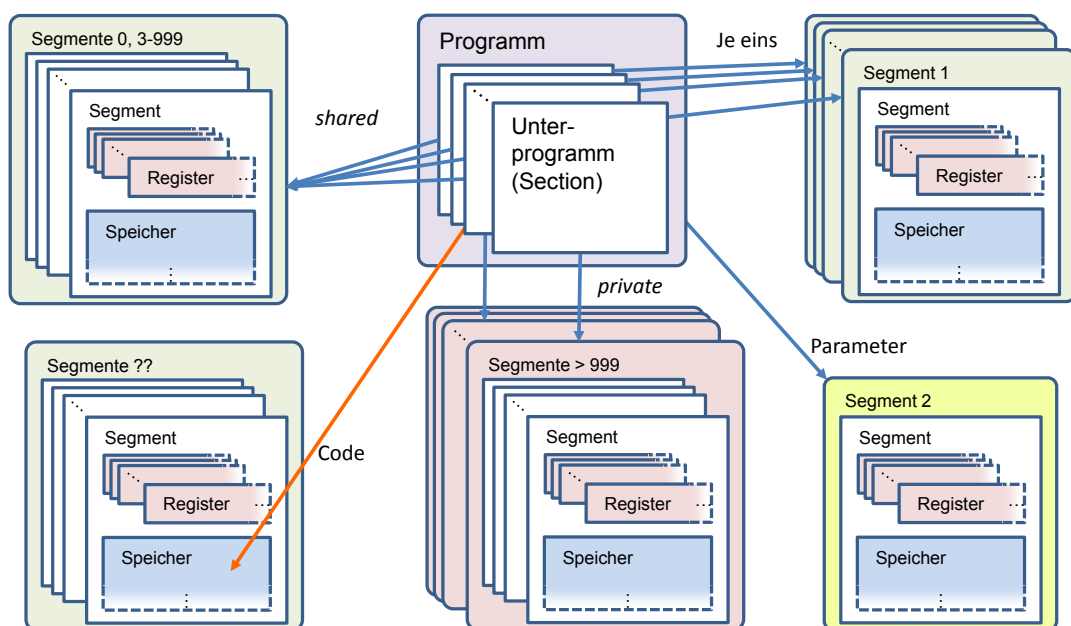 Segmente 0, 3-999
Segment
Register
...
Speicher
shared
Programm
Unter-
programm
(Section)
Je eins
Segment 1
Segment
Register
...
Speicher
private
Parameter
Segmente ??
Segment
Register
...
Speicher
Code
Segmente > 999
Segment
Register
...
Speicher
Segment 2
Segment
Register
...
Speicher